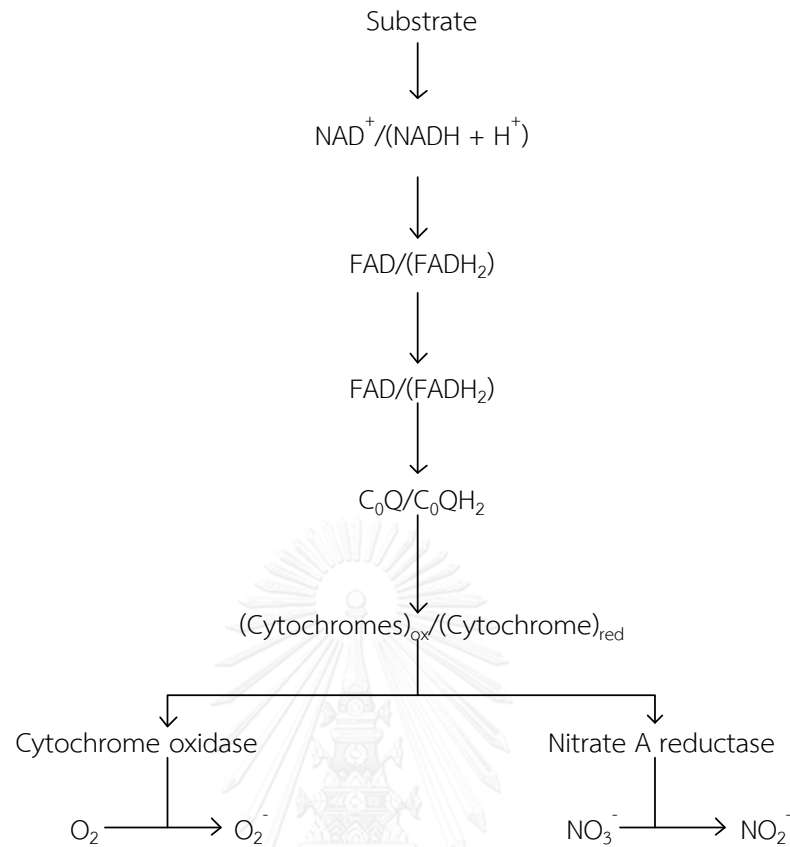 Substrate
NAD⁺/(NADH + H⁺)
FAD/(FADH₂)
FAD/(FADH₂)
C₀Q/C₀QH₂
(Cytochromes)ₒₓ/(Cytochrome)red
Cytochrome oxidase Nitrate A reductase
O₂ O₂⁻ NO₃⁻ NO₂⁻